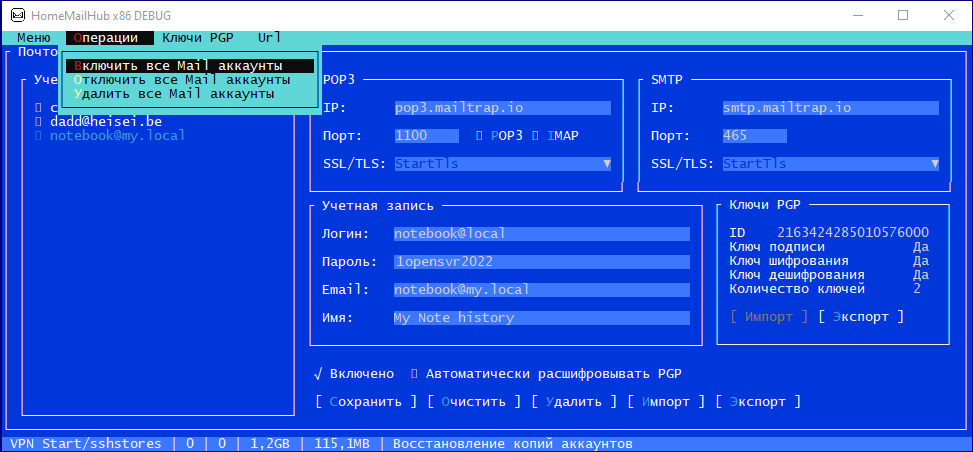 HomeMailHub x86 DEBUG
Меню Операции Ключи PGP Url
Включить все Mail аккаунты
Отключить все Mail аккаунты
Удалить все Mail аккаунты
dadd@heisei.be
notebook@my.local
POP3
IP: pop3.mailtrap.io
Порт: 1100 POP3 IMAP
SSL/TLS: StartTls
SMTP
IP: smtp.mailtrap.io
Порт: 465
SSL/TLS: StartTls
Учетная запись
Логин: notebook@local
Пароль: 1opensvr2022
Email: notebook@my.local
Имя: My Note history
Ключи PGP
ID 2163424285010576000
Ключ подписи Да
Ключ шифрования Да
Ключ дешифрования Да
Количество ключей 2
[ Импорт ] [ Экспорт ]
√ Включено Автоматически расшифровывать PGP
[ Сохранить ] [ Очистить ] [ Удалить ] [ Импорт ] [ Экспорт ]
VPN Start/sshstores | 0 | 0 | 1,2GB | 115,1MB | Восстановление копий аккаунтов